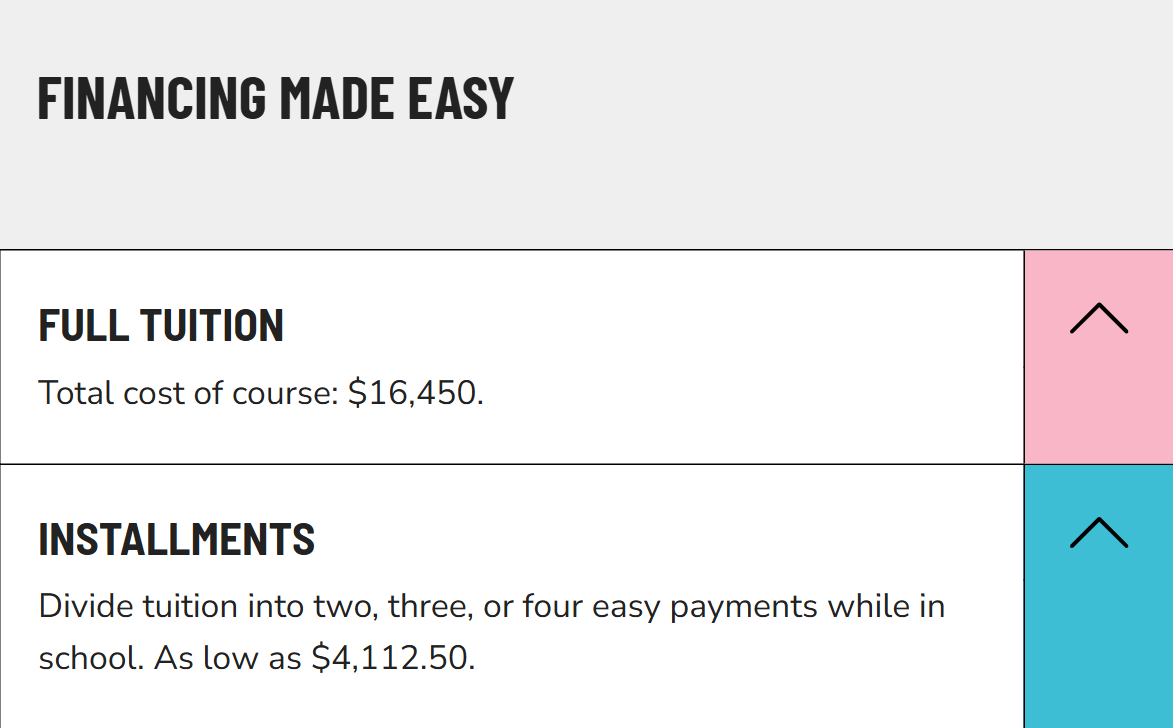 FINANCING MADE EASY
FULL TUITION
Total cost of course: $16,450.
INSTALLMENTS
Divide tuition into two, three, or four easy payments while in
school. As low as $4,112.50.